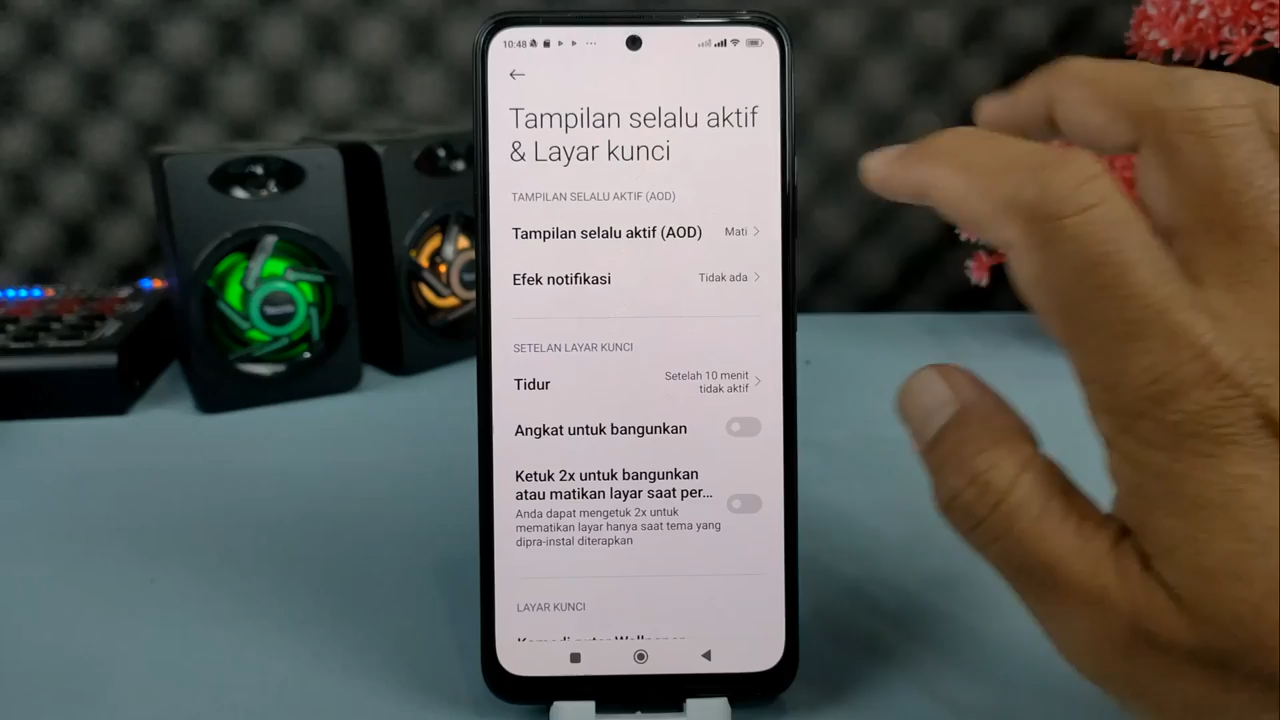 10:48
Tampilan selalu aktif
& Layar kunci
TAMPILAN SELALU AKTIF (AOD)
Tampilan selalu aktif (AOD) Mati
Efek notifikasi Tidak ada
SETELAN LAYAR KUNCI
Tidur Setelah 10 menit
tidak aktif
Angkat untuk bangunkan
Ketuk 2x untuk bangunkan
atau matikan layar saat per...
Anda dapat mengetuk 2x untuk
mematikan layar hanya saat tema yang
dipra-instal diterapkan
LAYAR KUNCI